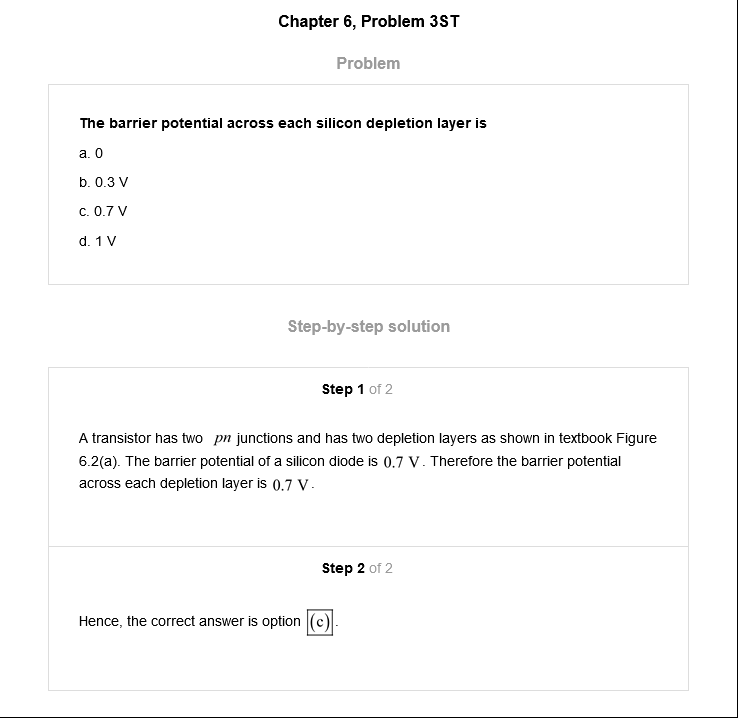 Chapter 6, Problem 3ST
Problem
The barrier potential across each silicon depletion layer is
a. 0
b. 0.3 V
c. 0.7 V
d. 1 V
Step-by-step solution
Step 1 of 2
A transistor has two pn junctions and has two depletion layers as shown in textbook Figure
6.2(a). The barrier potential of a silicon diode is 0.7 V. Therefore the barrier potential
across each depletion layer is 0.7 V.
Step 2 of 2
Hence, the correct answer is option (c).